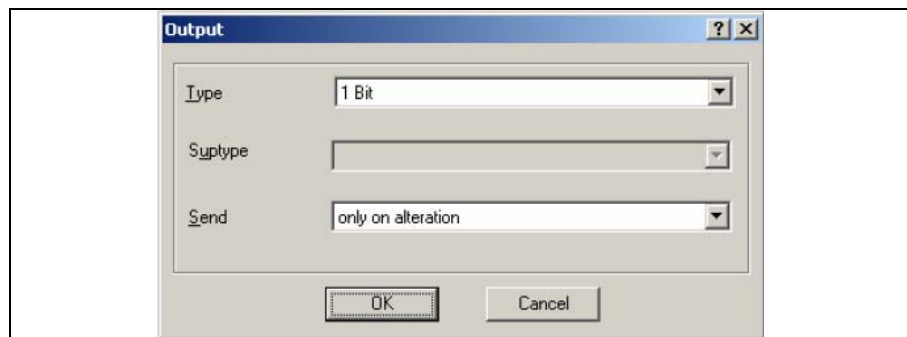 Output
Type 1 Bit
Suptype
Send only on alteration
OK Cancel